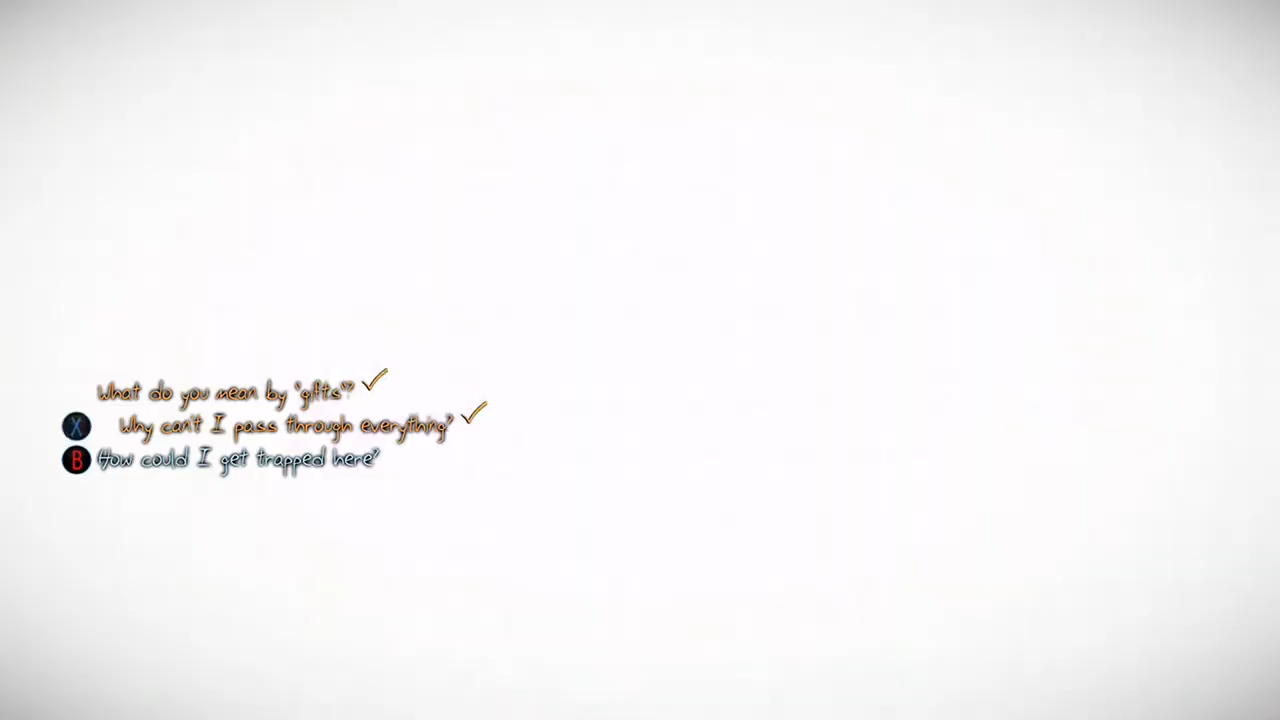 What do you mean by 'gifts'?
X Why can't I pass through everything?
B How could I get trapped here?